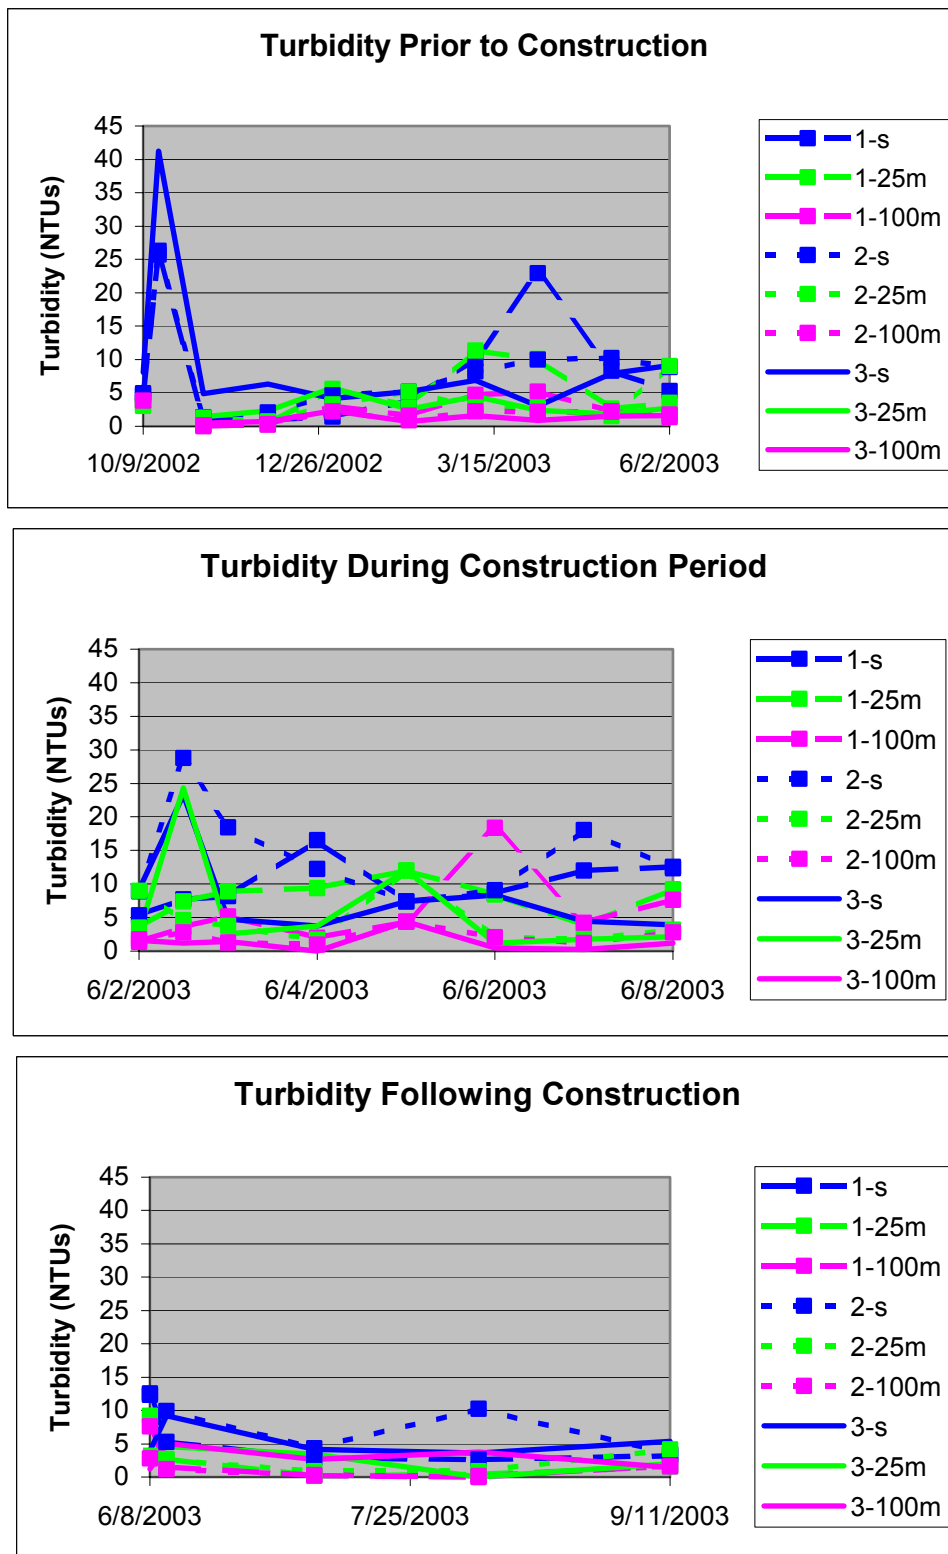 Turbidity Prior to Construction
45
40
35
30
25
20
15
10
5
0
Turbidity (NTUs)
10/9/2002 12/26/2002 3/15/2003 6/2/2003
1-s
1-25m
1-100m
2-s
2-25m
2-100m
3-s
3-25m
3-100m
Turbidity During Construction Period
45
40
35
30
25
20
15
10
5
0
Turbidity (NTUs)
6/2/2003 6/4/2003 6/6/2003 6/8/2003
1-s
1-25m
1-100m
2-s
2-25m
2-100m
3-s
3-25m
3-100m
Turbidity Following Construction
45
40
35
30
25
20
15
10
5
0
Turbidity (NTUs)
6/8/2003 7/25/2003 9/11/2003
1-s
1-25m
1-100m
2-s
2-25m
2-100m
3-s
3-25m
3-100m